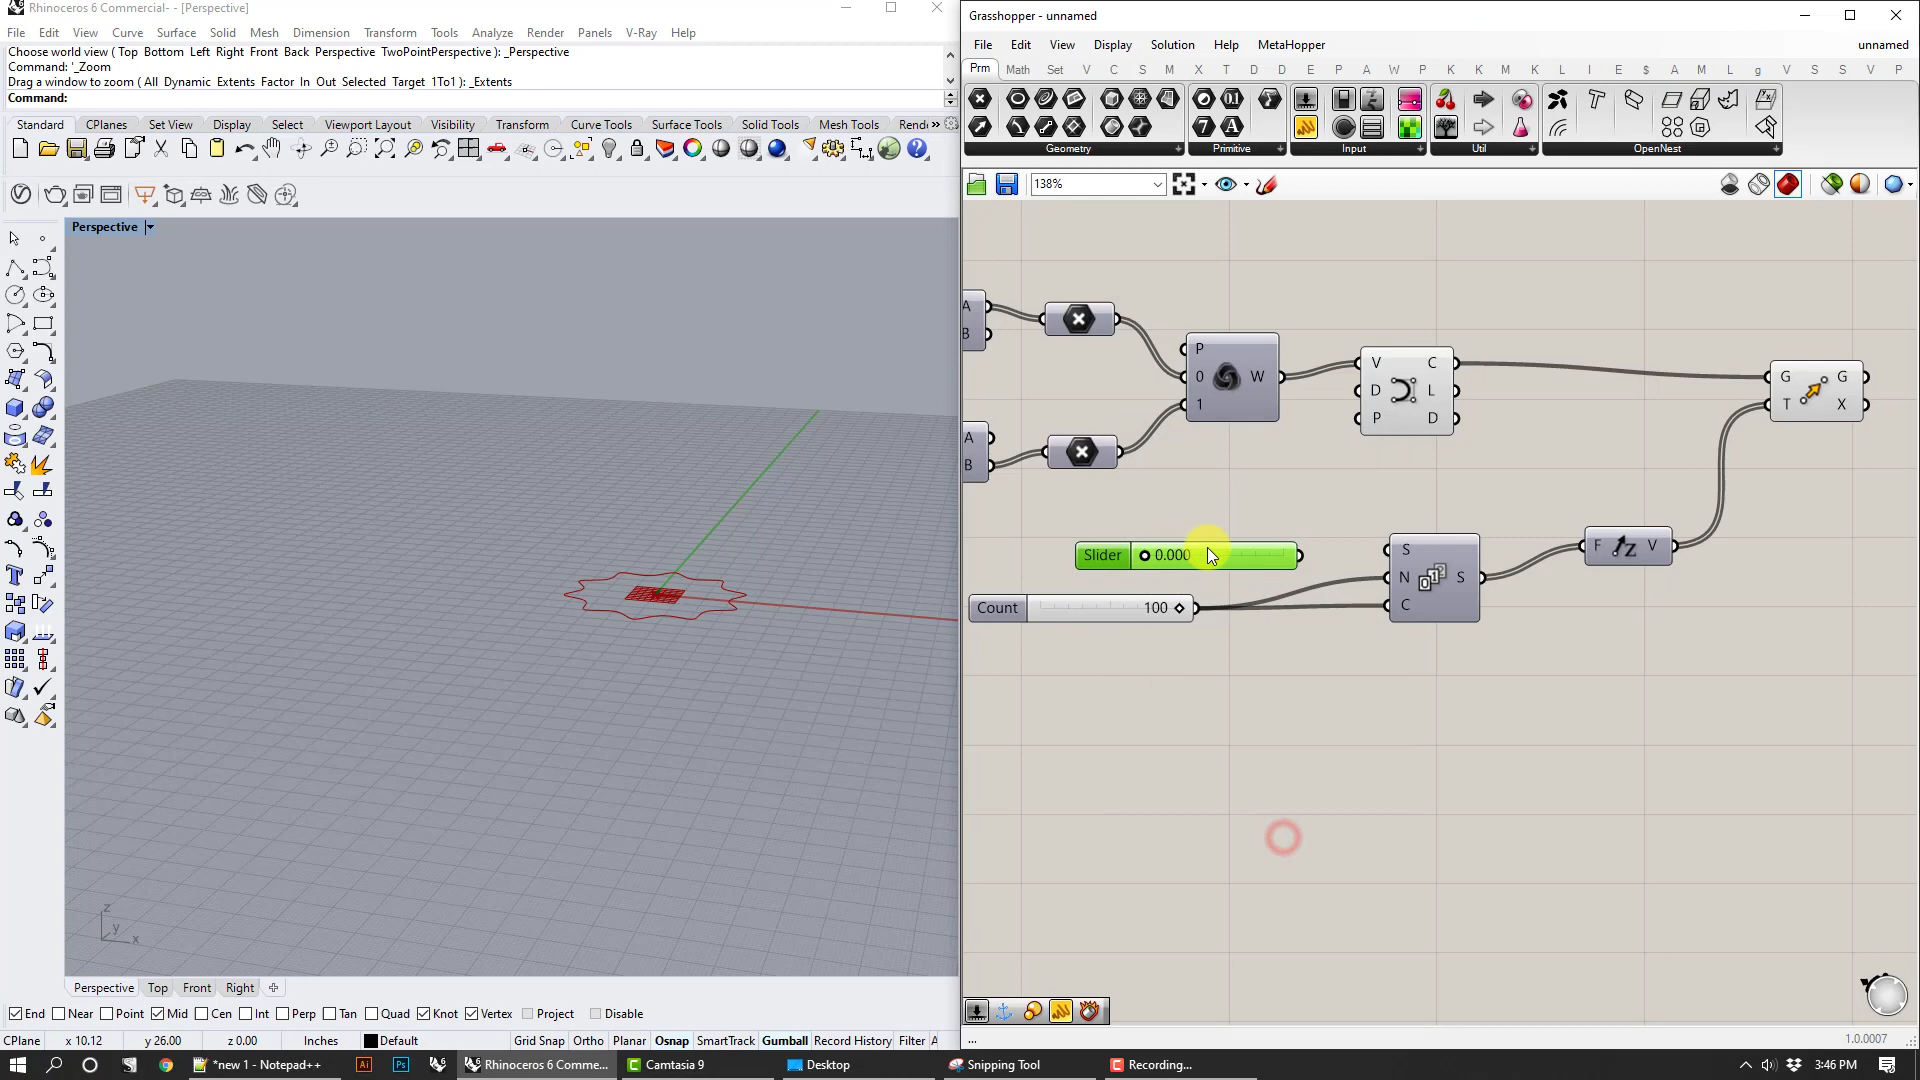 Rhinoceros 6 Commercial- - [Perspective]
File Edit View Curve Surface Solid Mesh Dimension Transform Tools Analyze Render Panels V-Ray Help
Choose world view ( Top Bottom Left Right Front Back Perspective TwoPointPerspective ): _Perspective
Command: '_Zoom
Drag a window to zoom ( All Dynamic Extents Factor In Out Selected Target 1To1 ): _Extents
Command:
Standard CPlanes Set View Display Select Viewport Layout Visibility Transform Curve Tools Surface Tools Solid Tools Mesh Tools Rend »
Perspective
z
y
x
Perspective Top Front Right
End Near Point Mid Cen Int Perp Tan Quad Knot Vertex Project Disable
CPlane x 10.12 y 26.00 z 0.00 Inches Default Grid Snap Ortho Planar Osnap SmartTrack Gumball Record History Filter A
Grasshopper - unnamed
File Edit View Display Solution Help MetaHopper unnamed
Prm Math Set V C S M X T D D E P A W P K K L I E $ A M L g V S S V P
Geometry Primitive Input Util OpenNest
138%
A
B
P
0 W
1
V C
D L
P D
G G
T X
A
B
Slider 0.000
S
N S
C
F V
Count 100
... 1.0.0007
*new 1 - Notepad++ Rhinoceros 6 Comme... Camtasia 9 Desktop Snipping Tool Recording... 3:46 PM